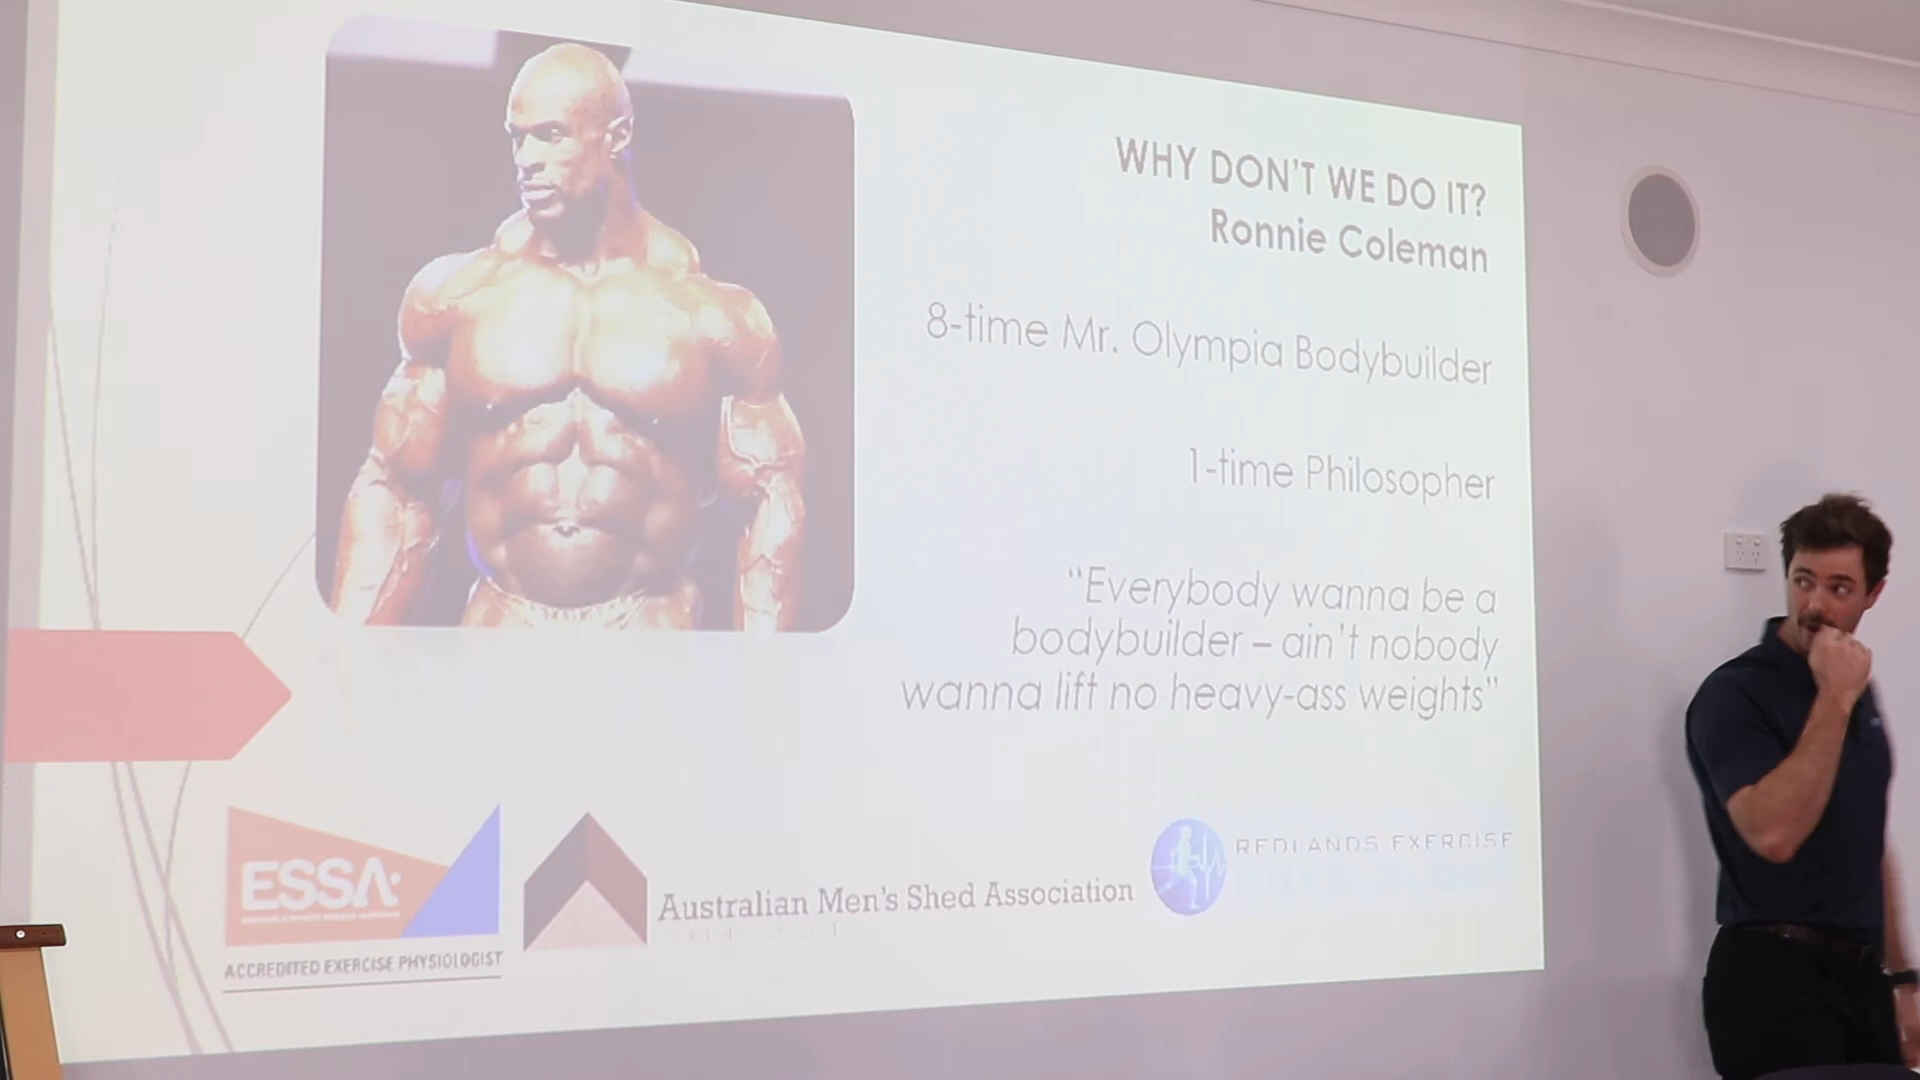 WHY DON'T WE DO IT?
Ronnie Coleman
8-time Mr. Olympia Bodybuilder
1-time Philosopher
"Everybody wanna be a
bodybuilder – ain't nobody
wanna lift no heavy-ass weights"
ESSA
ACCREDITED EXERCISE PHYSIOLOGIST
Australian Men's Shed Association
REDLANDS EXERCISE